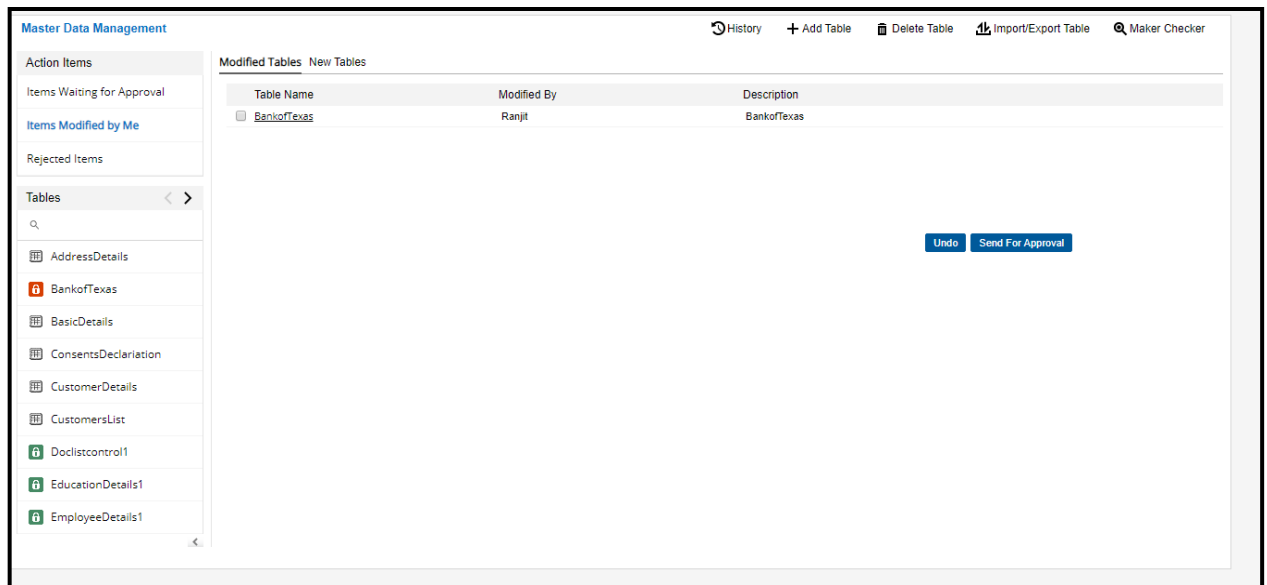 Master Data Management History Add Table Delete Table Import/Export Table Maker Checker
Action Items
Items Waiting for Approval
Items Modified by Me
Rejected Items
Tables
AddressDetails
BankofTexas
BasicDetails
ConsentsDeclariation
CustomerDetails
CustomersList
Doclistcontrol1
EducationDetails1
EmployeeDetails1
Modified Tables New Tables
Table Name Modified By Description
BankofTexas Ranjit BankofTexas
Undo Send For Approval